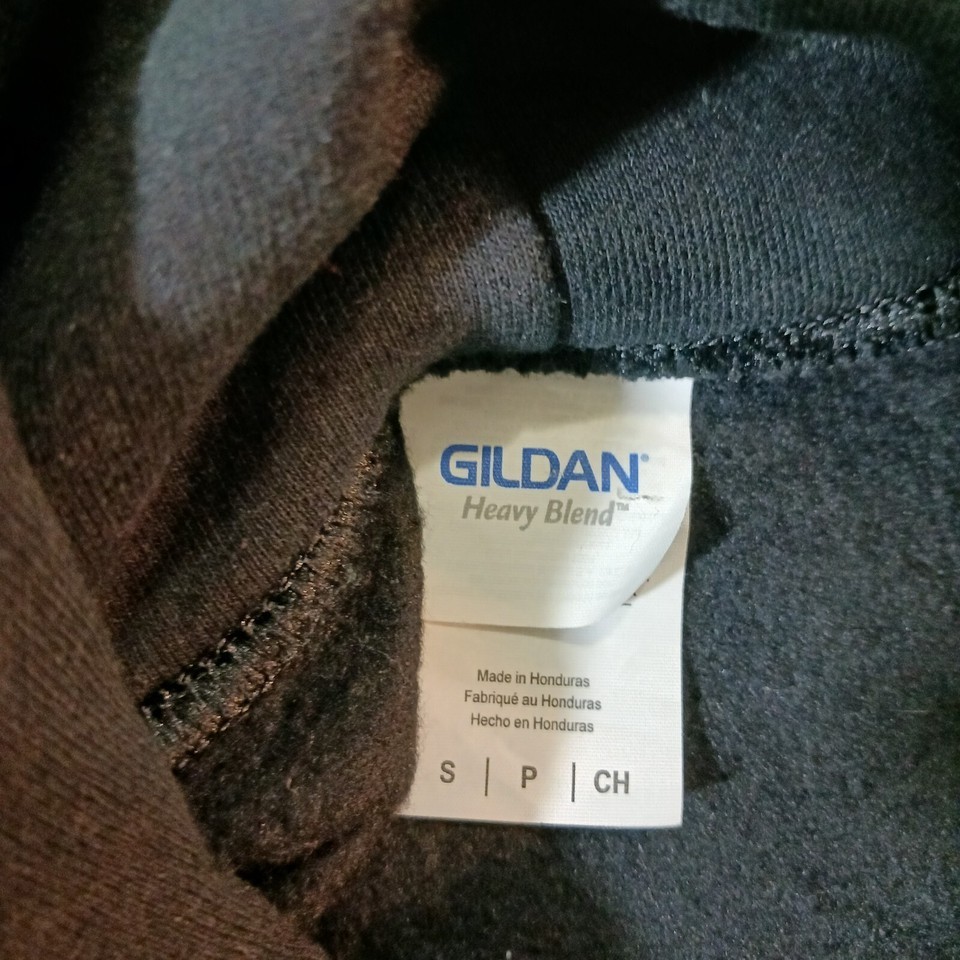 GILDAN®
Heavy Blend™
Made in Honduras
Fabriqué au Honduras
Hecho en Honduras
S | P | CH